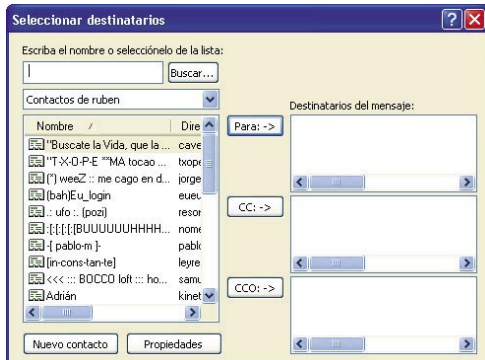 Seleccionar destinatarios
Escriba el nombre o selecciónelo de la lista:
Buscar...
Contactos de ruben
Destinatarios del mensaje:
Nombre / Dire
Para: ->
"Buscate la Vida, que la ... cave
"T-X-O-P-E **MA tocao ... txope
(*) weeZ :: me cago en d... jorge
(bah)Eu_login eueu
.: ufo :. (pozi) resor
CC: ->
:[:[:[:[BUUUUUUHHHH... nome
-[ pablo-m ]- pablo
[in-cons-tan-te] leyre
<<< ::: BOCCO loft ::: ho... samu
CCO: ->
Adrián kinet
Nuevo contacto Propiedades